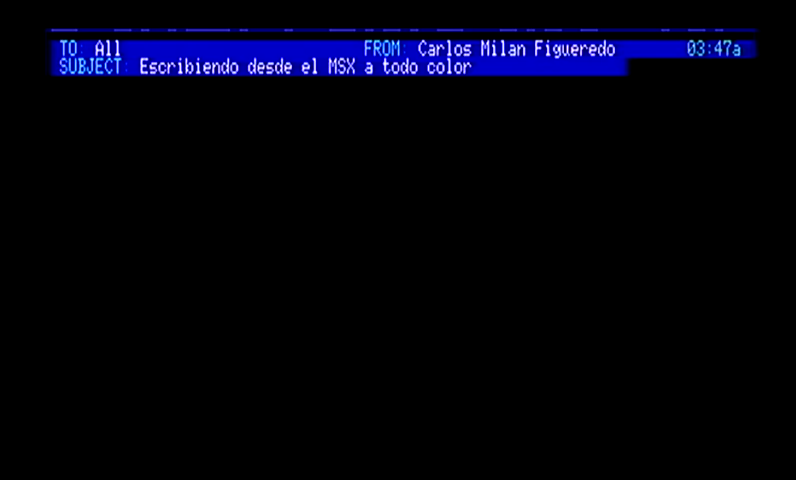 TO: All FROM: Carlos Milan Figueredo 03:47a
SUBJECT: Escribiendo desde el MSX a todo color